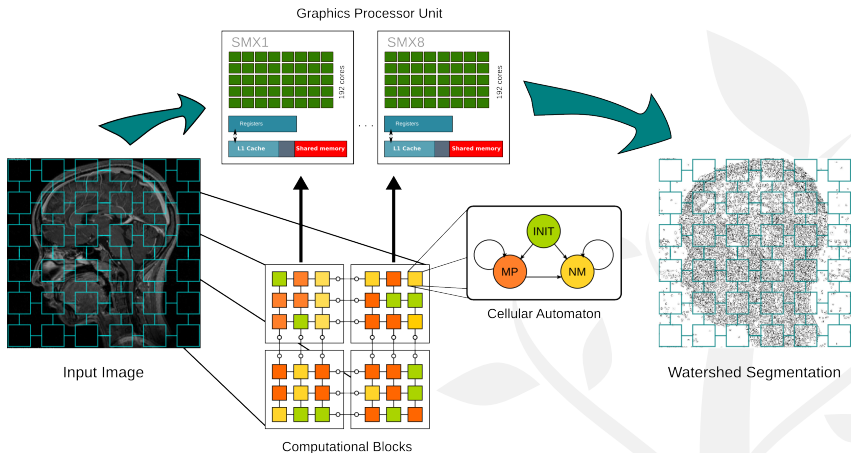 Graphics Processor Unit
SMX1
192 cores
Registers
L1 Cache
Shared memory
. . .
SMX8
192 cores
Registers
L1 Cache
Shared memory
INIT
MP
NM
Cellular Automaton
Input Image
Watershed Segmentation
Computational Blocks